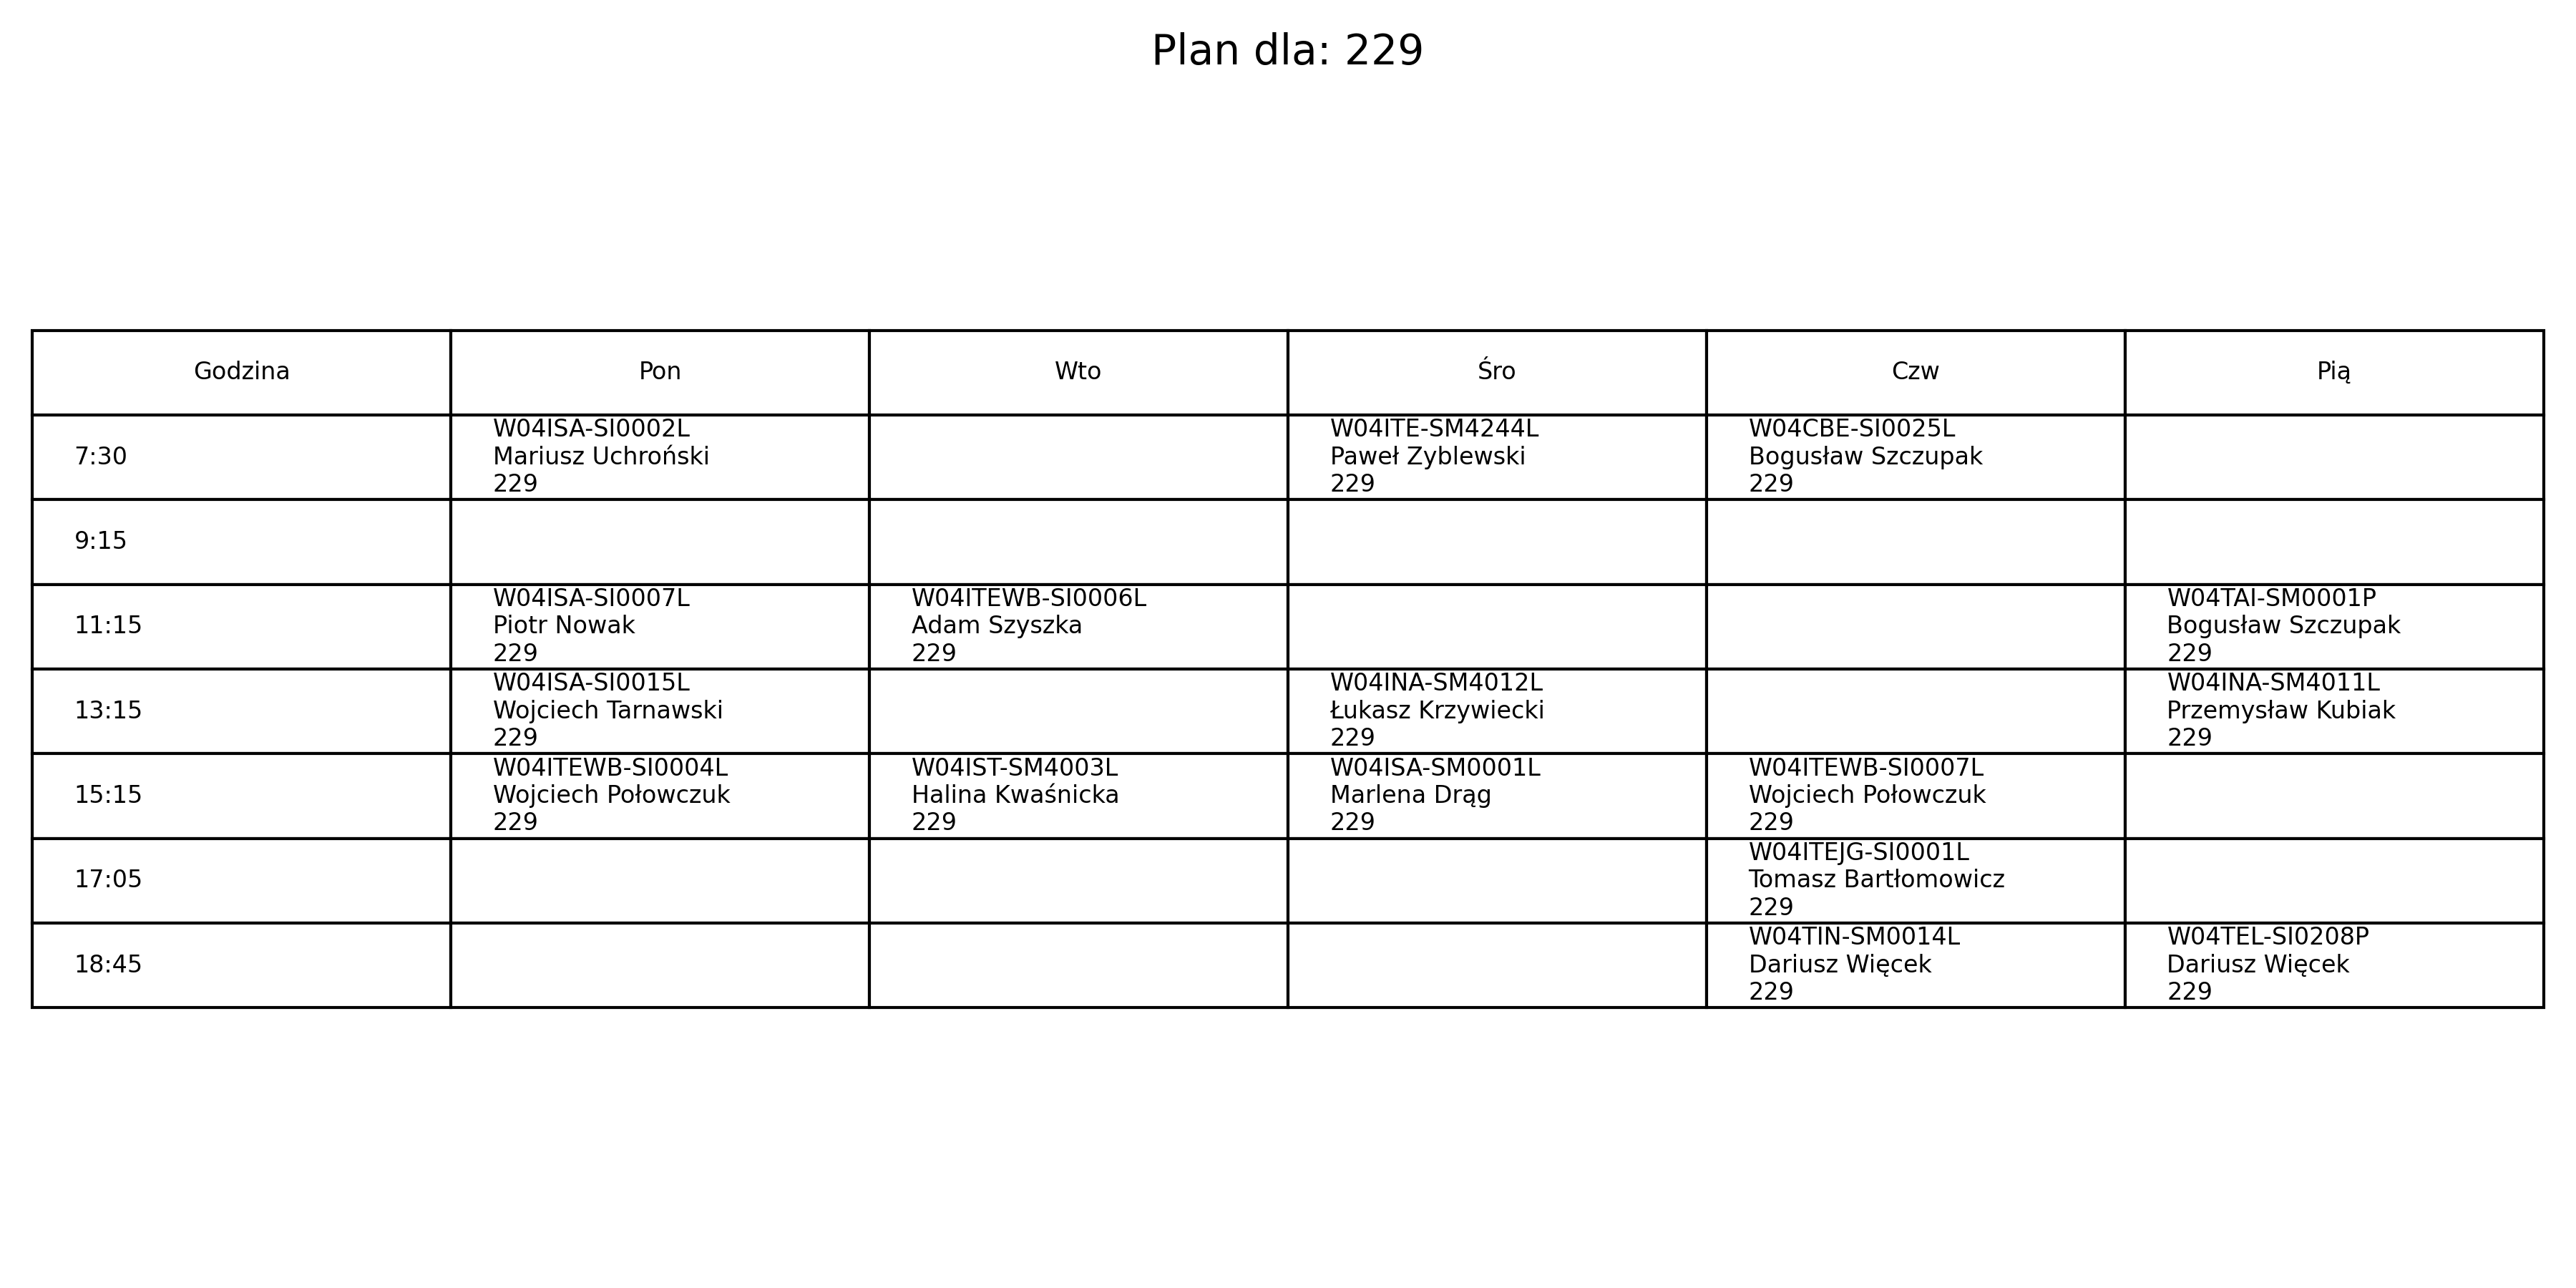 Plan dla: 229
Godzina Pon Wto Śro Czw Pią
7:30
W04ISA-SI0002L
Mariusz Uchroński
229
W04ITE-SM4244L
Paweł Zyblewski
229
W04CBE-SI0025L
Bogusław Szczupak
229
9:15
11:15
W04ISA-SI0007L
Piotr Nowak
229
W04ITEWB-SI0006L
Adam Szyszka
229
W04TAI-SM0001P
Bogusław Szczupak
229
13:15
W04ISA-SI0015L
Wojciech Tarnawski
229
W04INA-SM4012L
Łukasz Krzywiecki
229
W04INA-SM4011L
Przemysław Kubiak
229
15:15
W04ITEWB-SI0004L
Wojciech Połowczuk
229
W04IST-SM4003L
Halina Kwaśnicka
229
W04ISA-SM0001L
Marlena Drąg
229
W04ITEWB-SI0007L
Wojciech Połowczuk
229
17:05
W04ITEJG-SI0001L
Tomasz Bartłomowicz
229
18:45
W04TIN-SM0014L
Dariusz Więcek
229
W04TEL-SI0208P
Dariusz Więcek
229